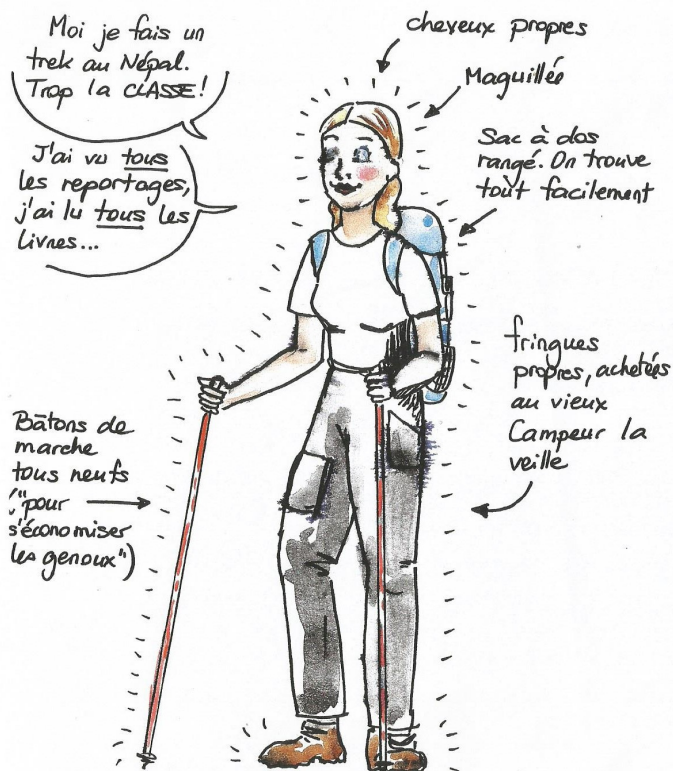 Moi je fais un
trek au Népal.
Trop la CLASSE!
J'ai vu tous
les reportages,
j'ai lu tous les
livres...
cheveux propres
Maquillée
Sac à dos
rangé. On trouve
tout facilement
fringues
propres, achetées
au vieux
Campeur la
veille
Bâtons de
marche
tous neufs
("pour
s'économiser
les genoux")